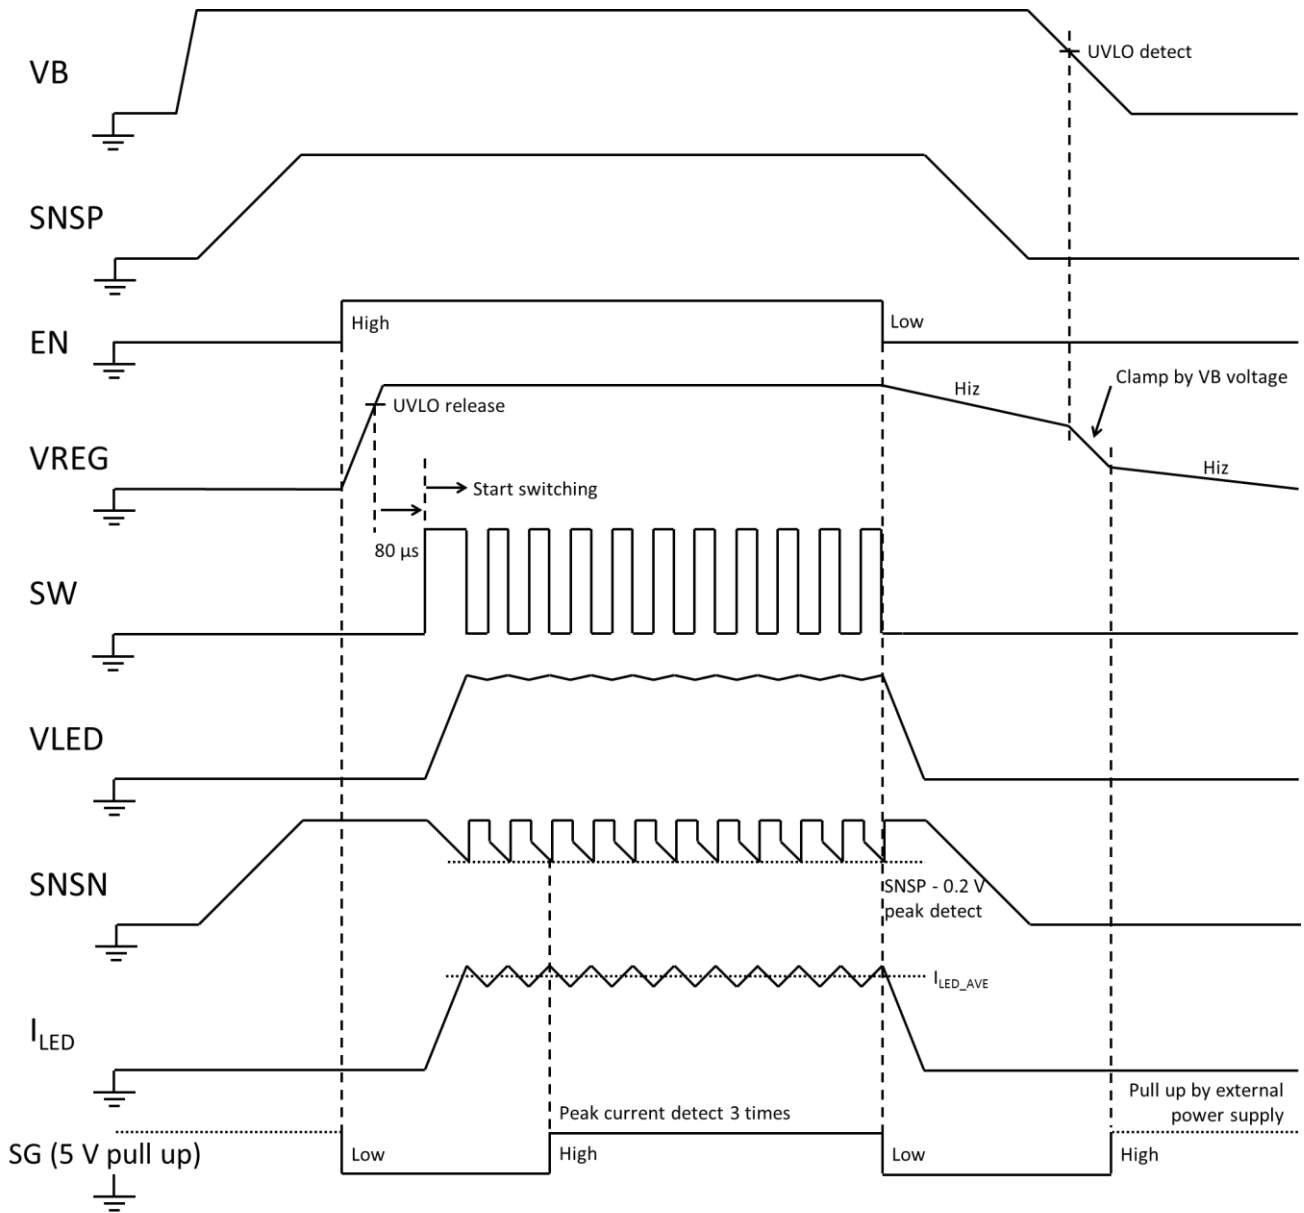 VB
UVLO detect
SNSP
EN
High
Low
Clamp by VB voltage
Hiz
UVLO release
VREG
Hiz
Start switching
80 µs
SW
VLED
SNSN
SNSP - 0.2 V
peak detect
ILED_AVE
ILED
Pull up by external
power supply
Peak current detect 3 times
SG (5 V pull up)
Low
High
Low
High